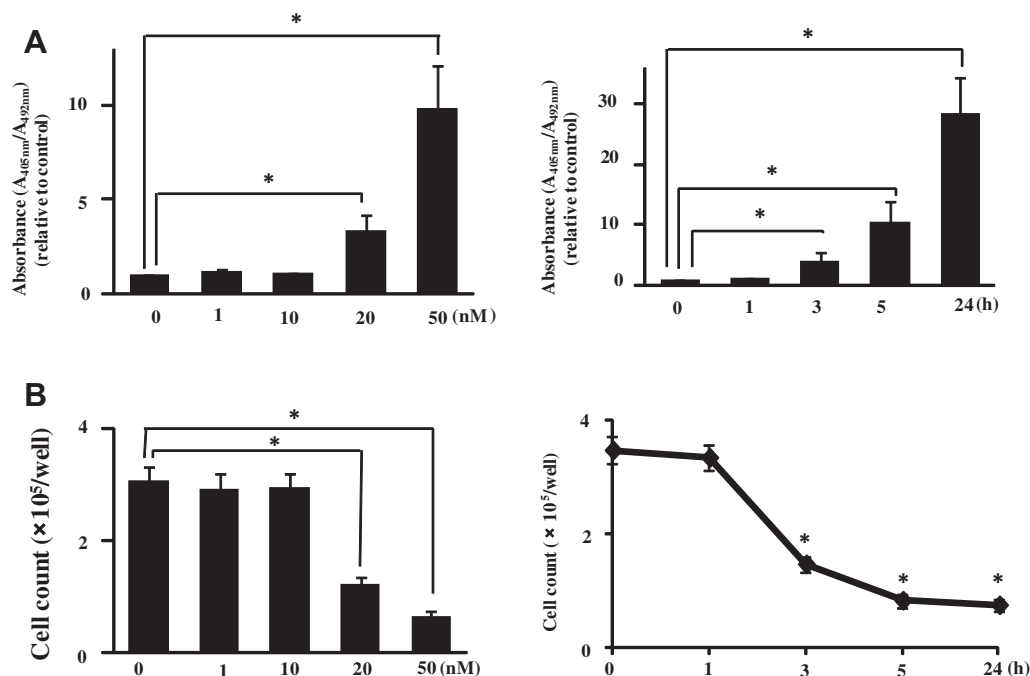 A
Absorbance (A405nm/A492nm)
(relative to control)
10
5
0
*
*
0 1 10 20 50 (nM)
Absorbance (A405nm/A492nm)
(relative to control)
30
20
10
0
*
*
*
0 1 3 5 24 (h)
B
Cell count (×10⁵/well)
4
2
0
*
*
0 1 10 20 50 (nM)
Cell count (× 10⁵/well)
4
2
0
*
*
*
0 1 3 5 24 (h)